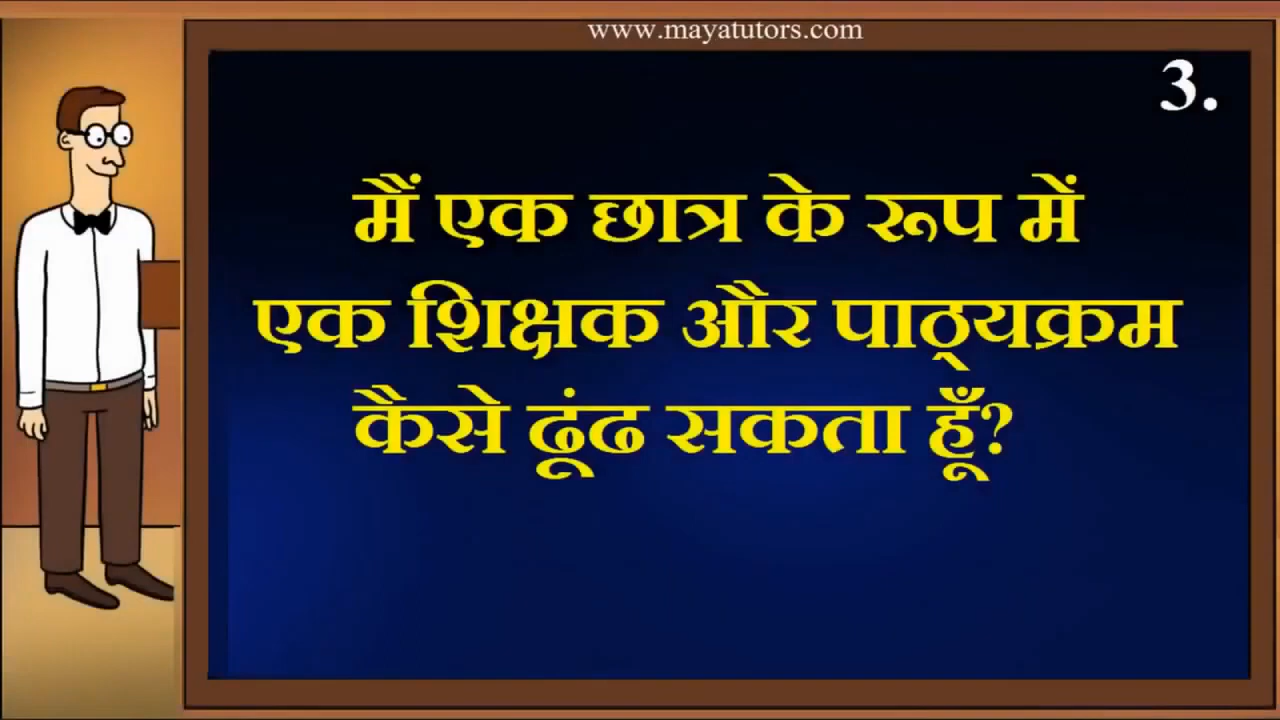 www.mayatutors.com
3.
मैं एक छात्र के रूप में
एक शिक्षक और पाठ्यक्रम
कैसे ढूंढ सकता हूँ?